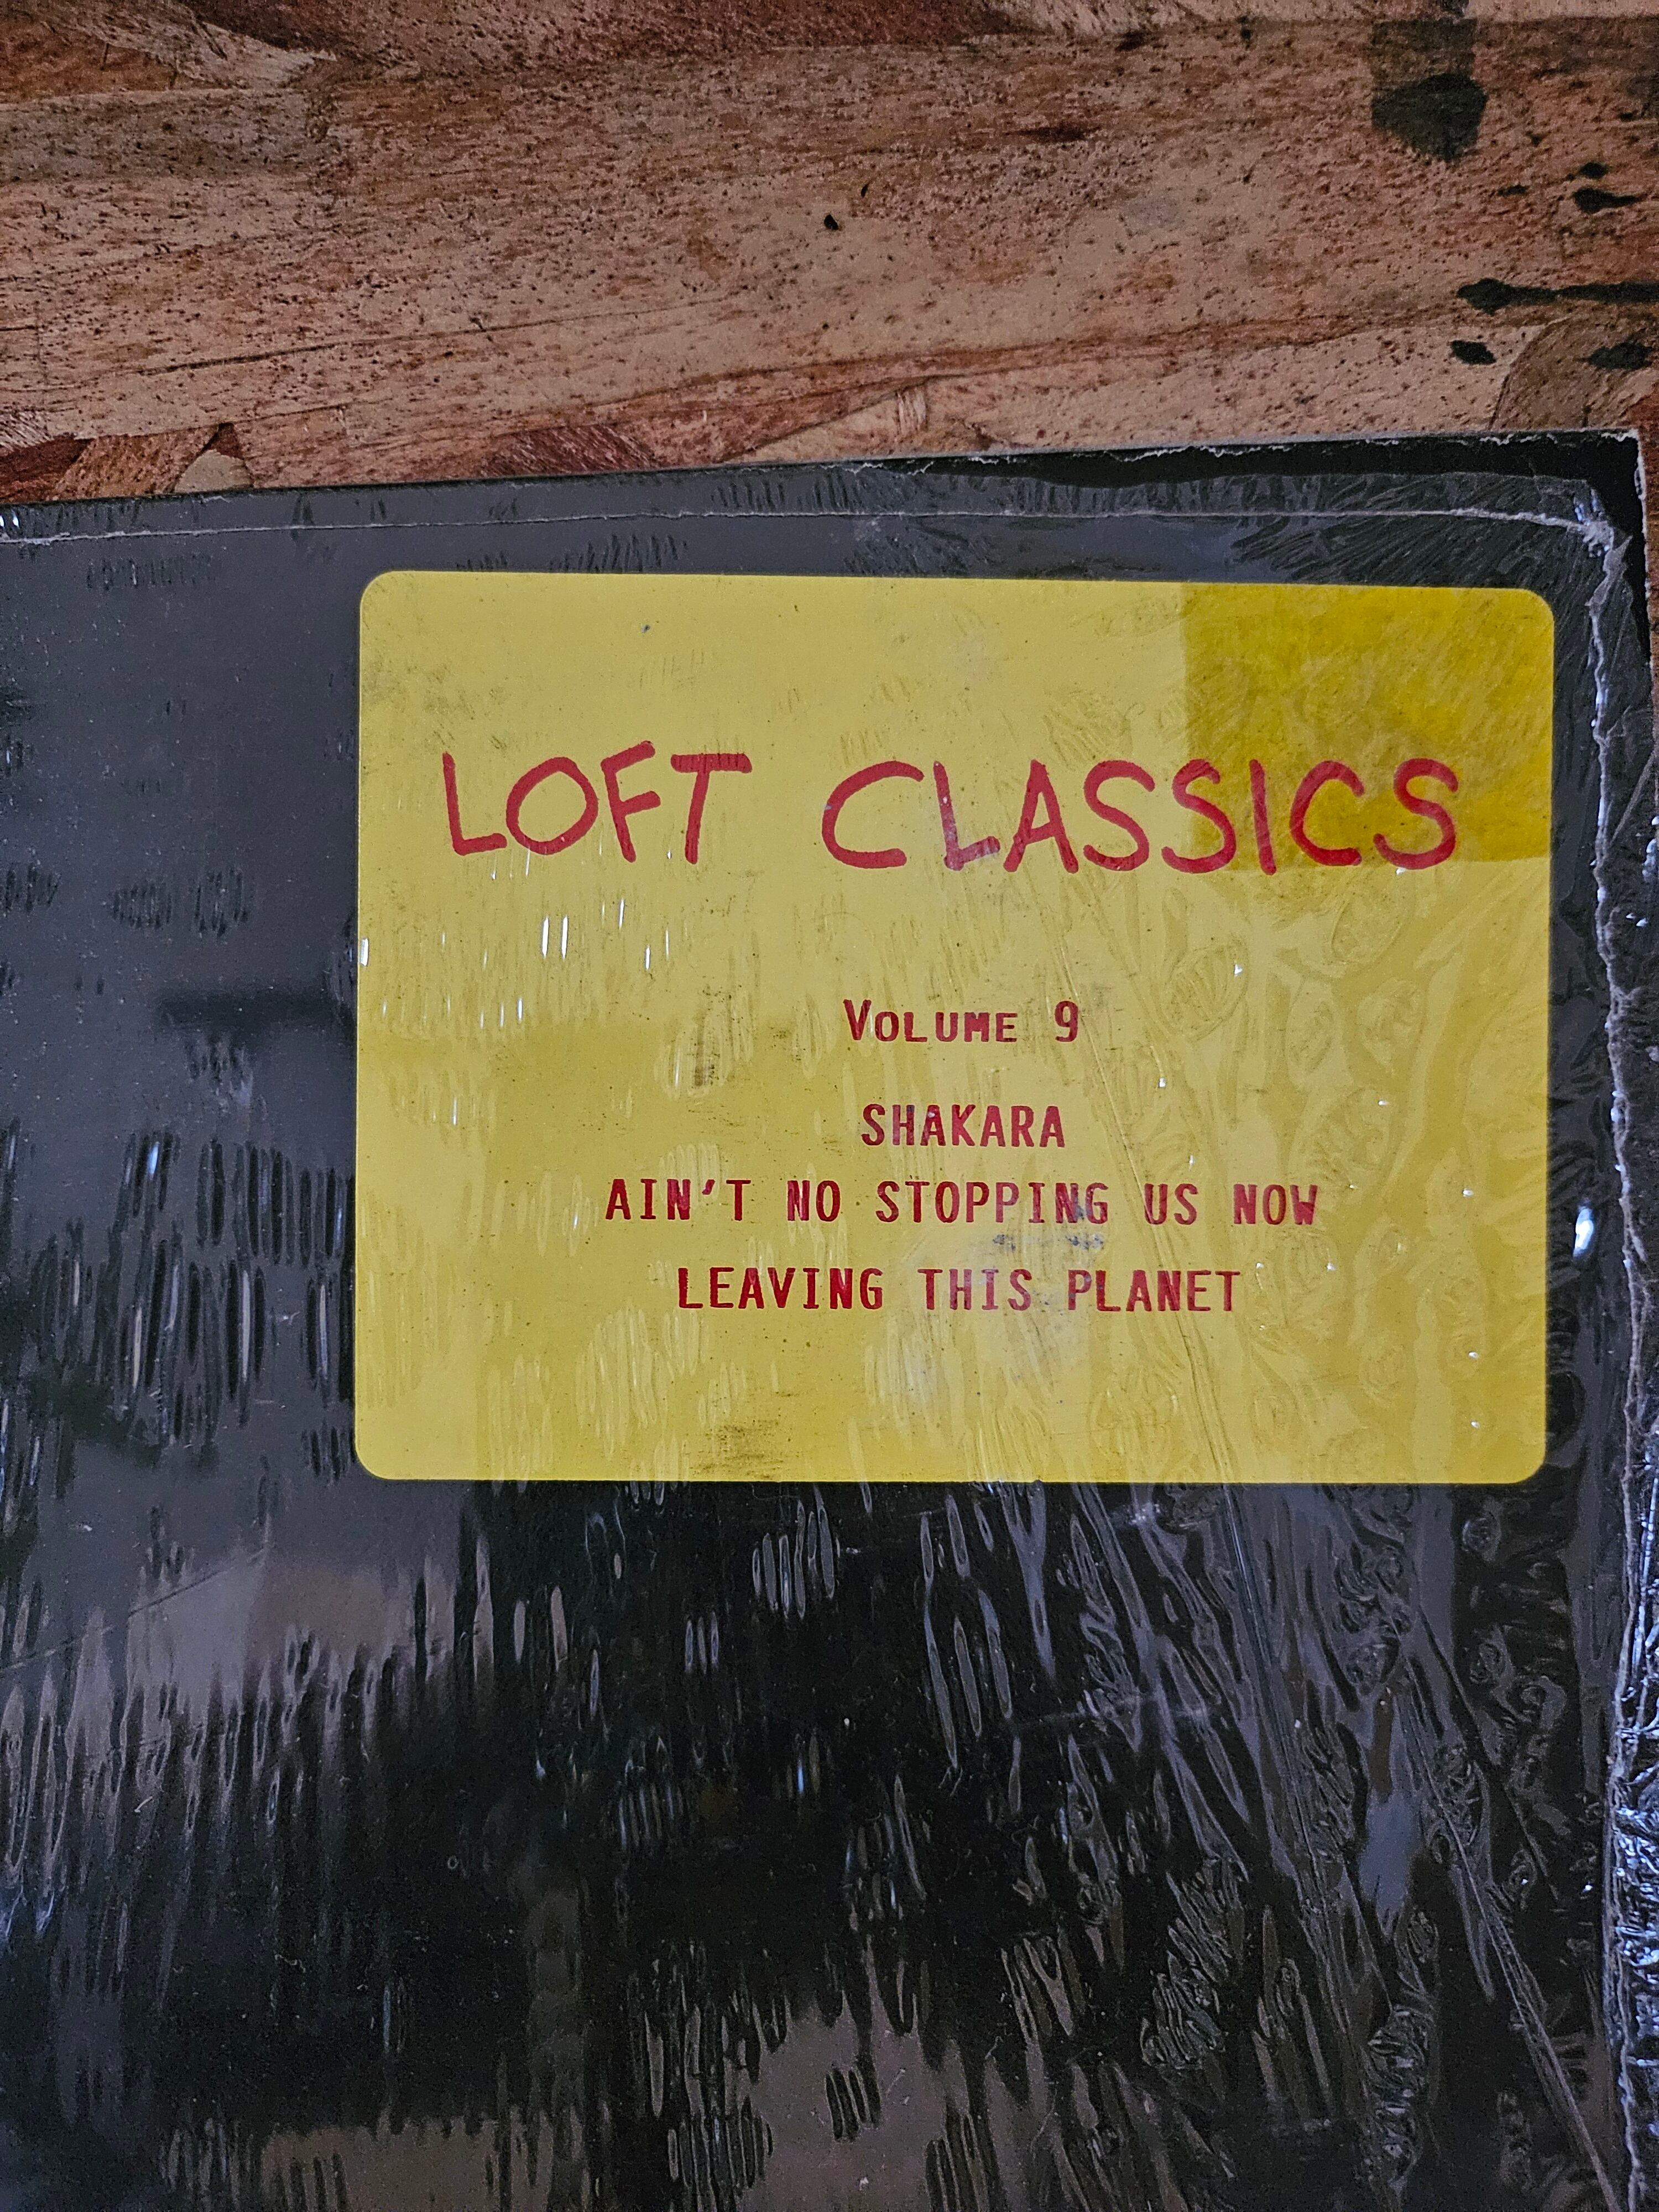 LOFT CLASSICS
VOLUME 9
SHAKARA
AIN'T NO STOPPING US NOW
LEAVING THIS PLANET